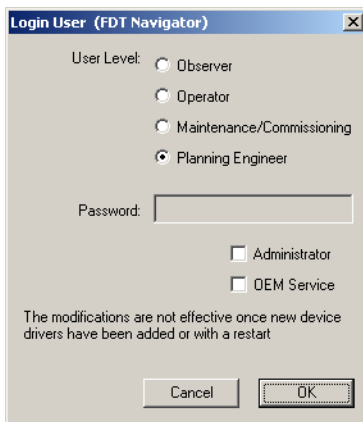 Login User (FDT Navigator)
User Level:
Observer
Operator
Maintenance/Commissioning
Planning Engineer
Password:
Administrator
OEM Service
The modifications are not effective once new device
drivers have been added or with a restart
Cancel
OK